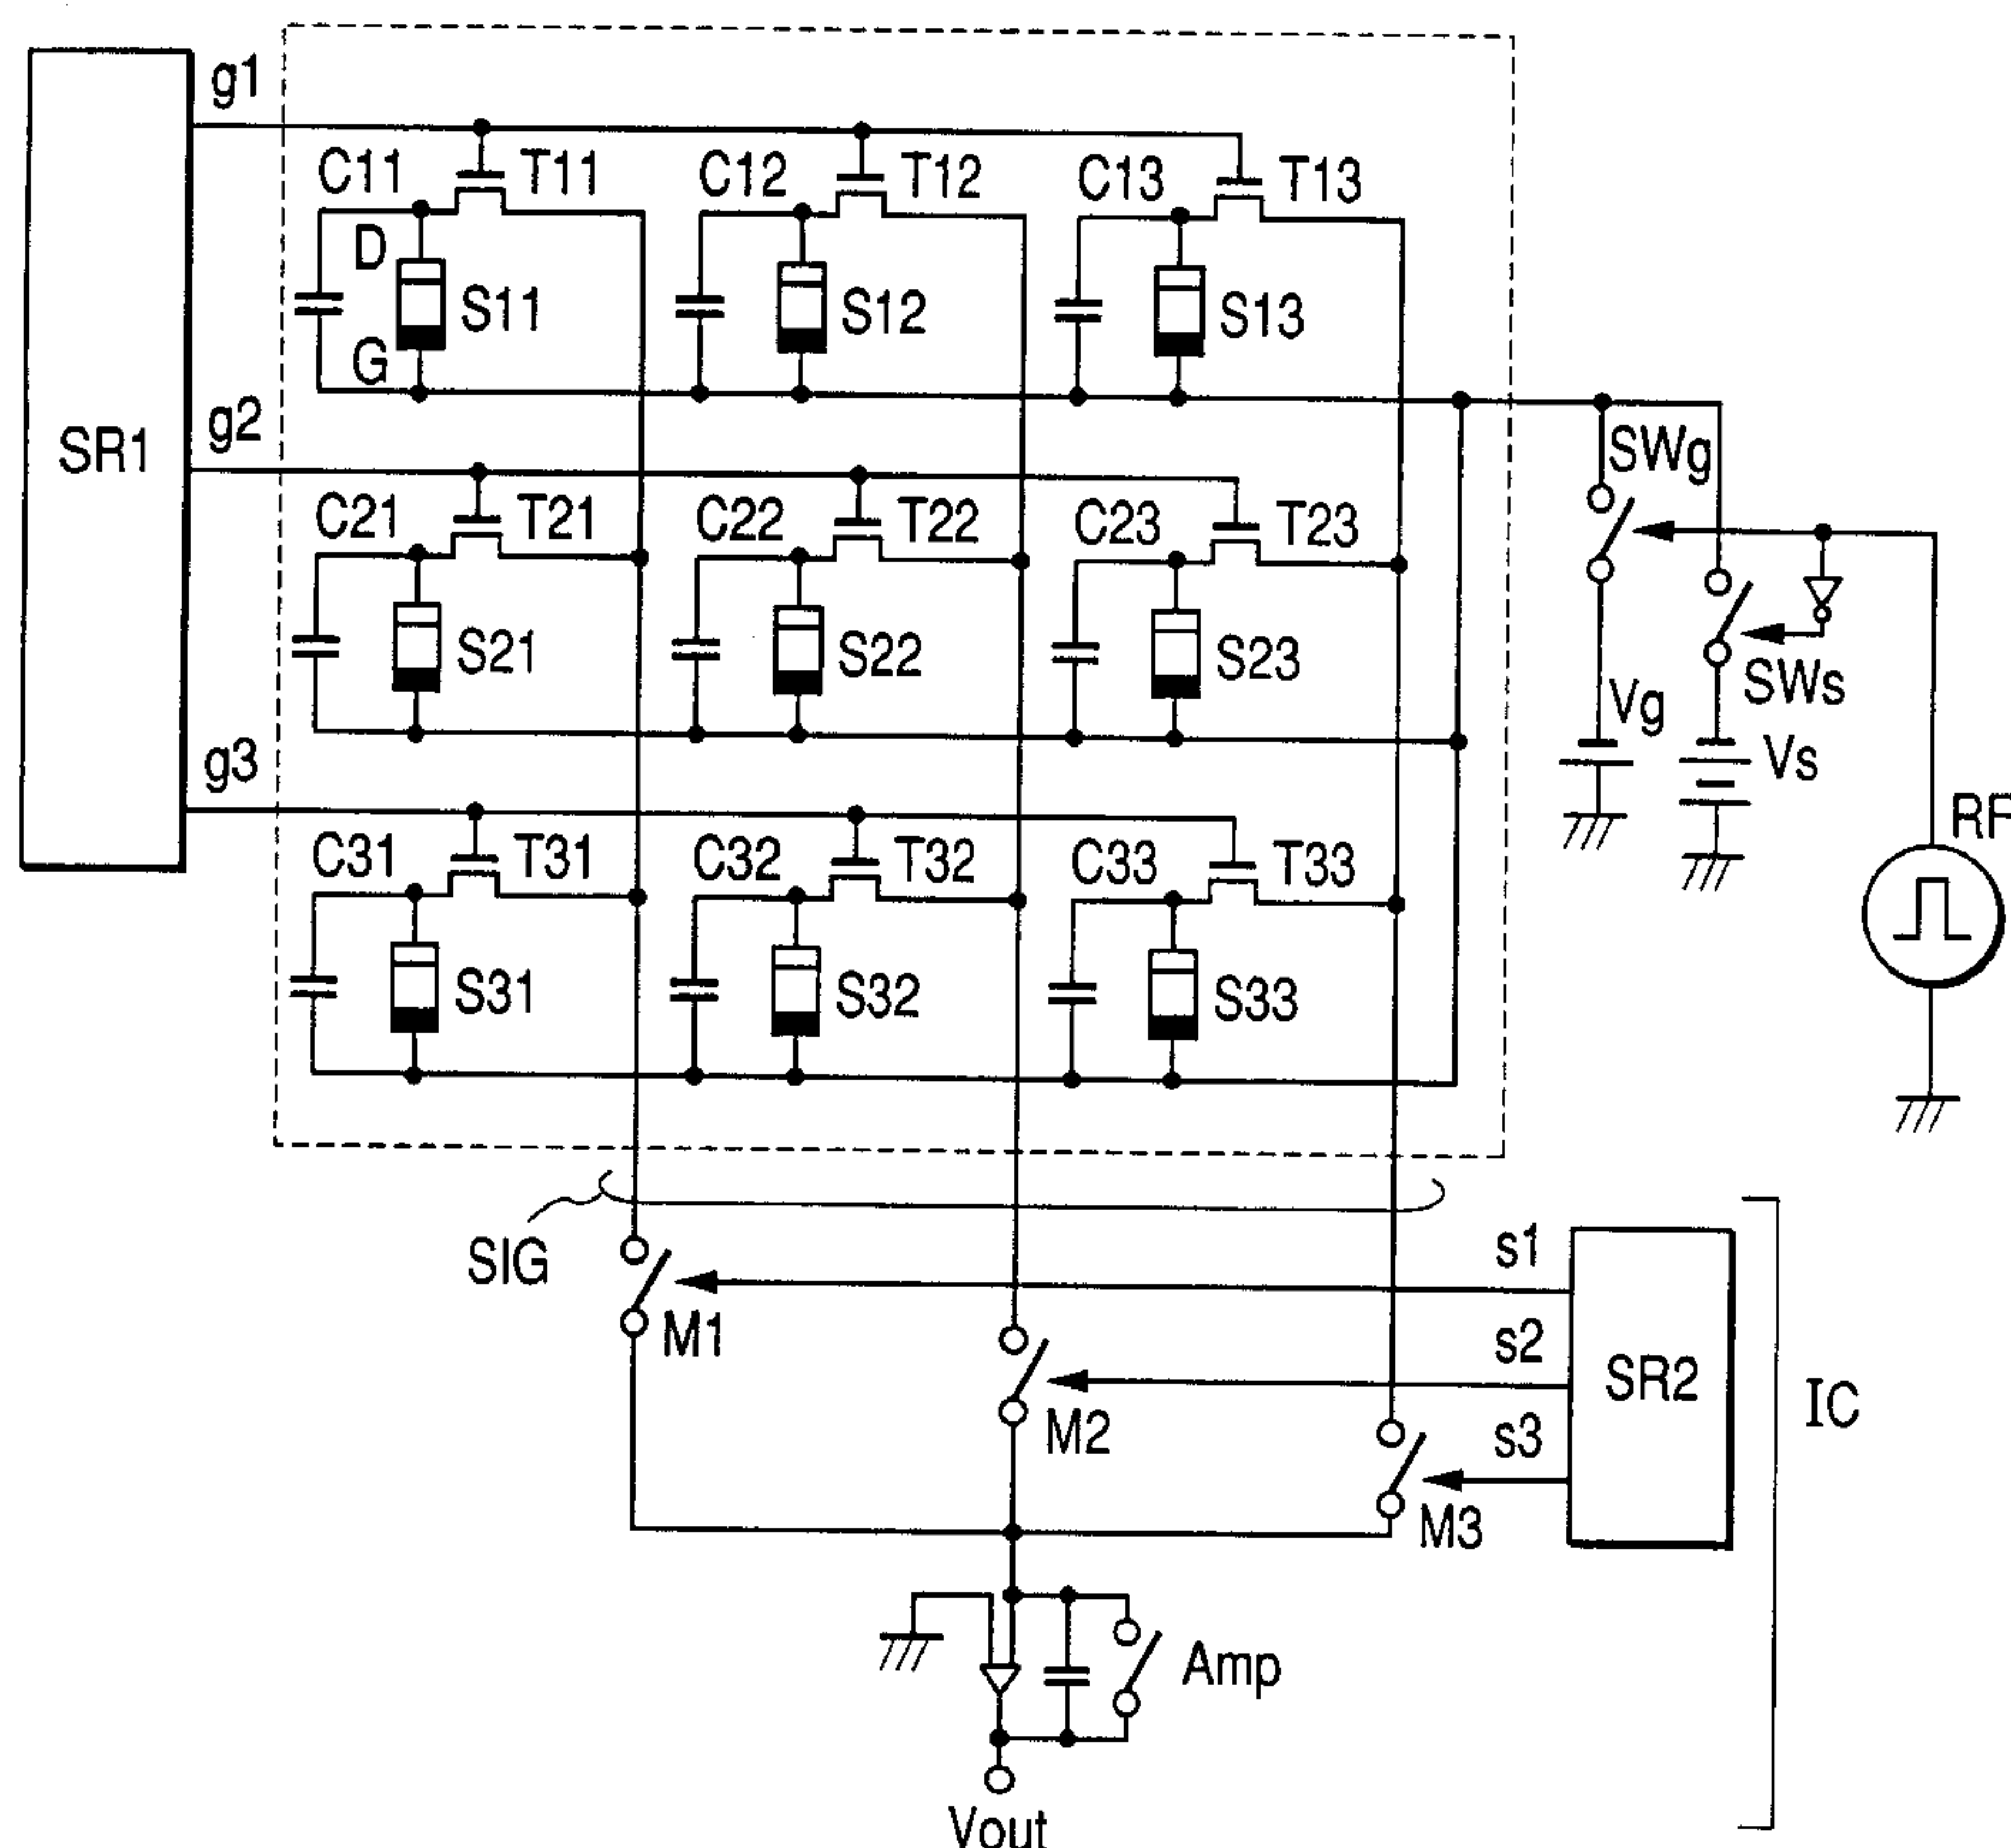 g1
C11 T11 C12 T12 C13 T13
D
S11 S12 S13
G
g2
SR1
SWg
C21 T21 C22 T22 C23 T23
S21 S22 S23
SWs
Vg
g3
Vs
C31 T31 C32 T32 C33 T33
S31 S32 S33
SIG
s1
M1
s2
SR2
IC
M2
s3
M3
Amp
Vout